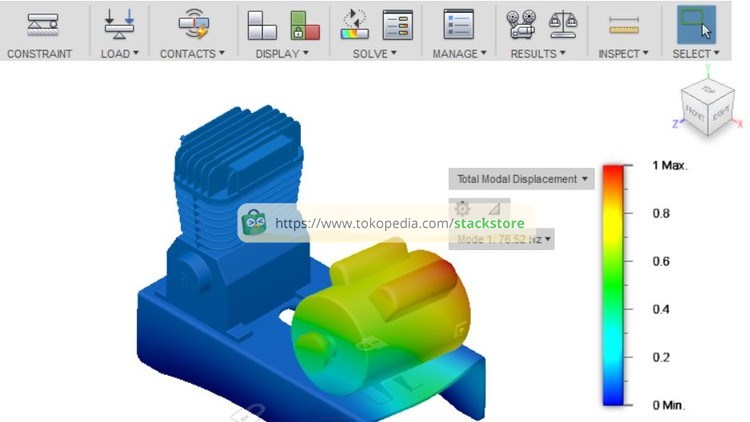 CONSTRAINT LOAD CONTACTS DISPLAY SOLVE MANAGE RESULTS INSPECT SELECT
TOP
FRONT RIGHT
Y
Z X
Total Modal Displacement
https://www.tokopedia.com/stackstore
Mode 1: 76.52 Hz
1 Max.
0.8
0.6
0.4
0.2
0 Min.